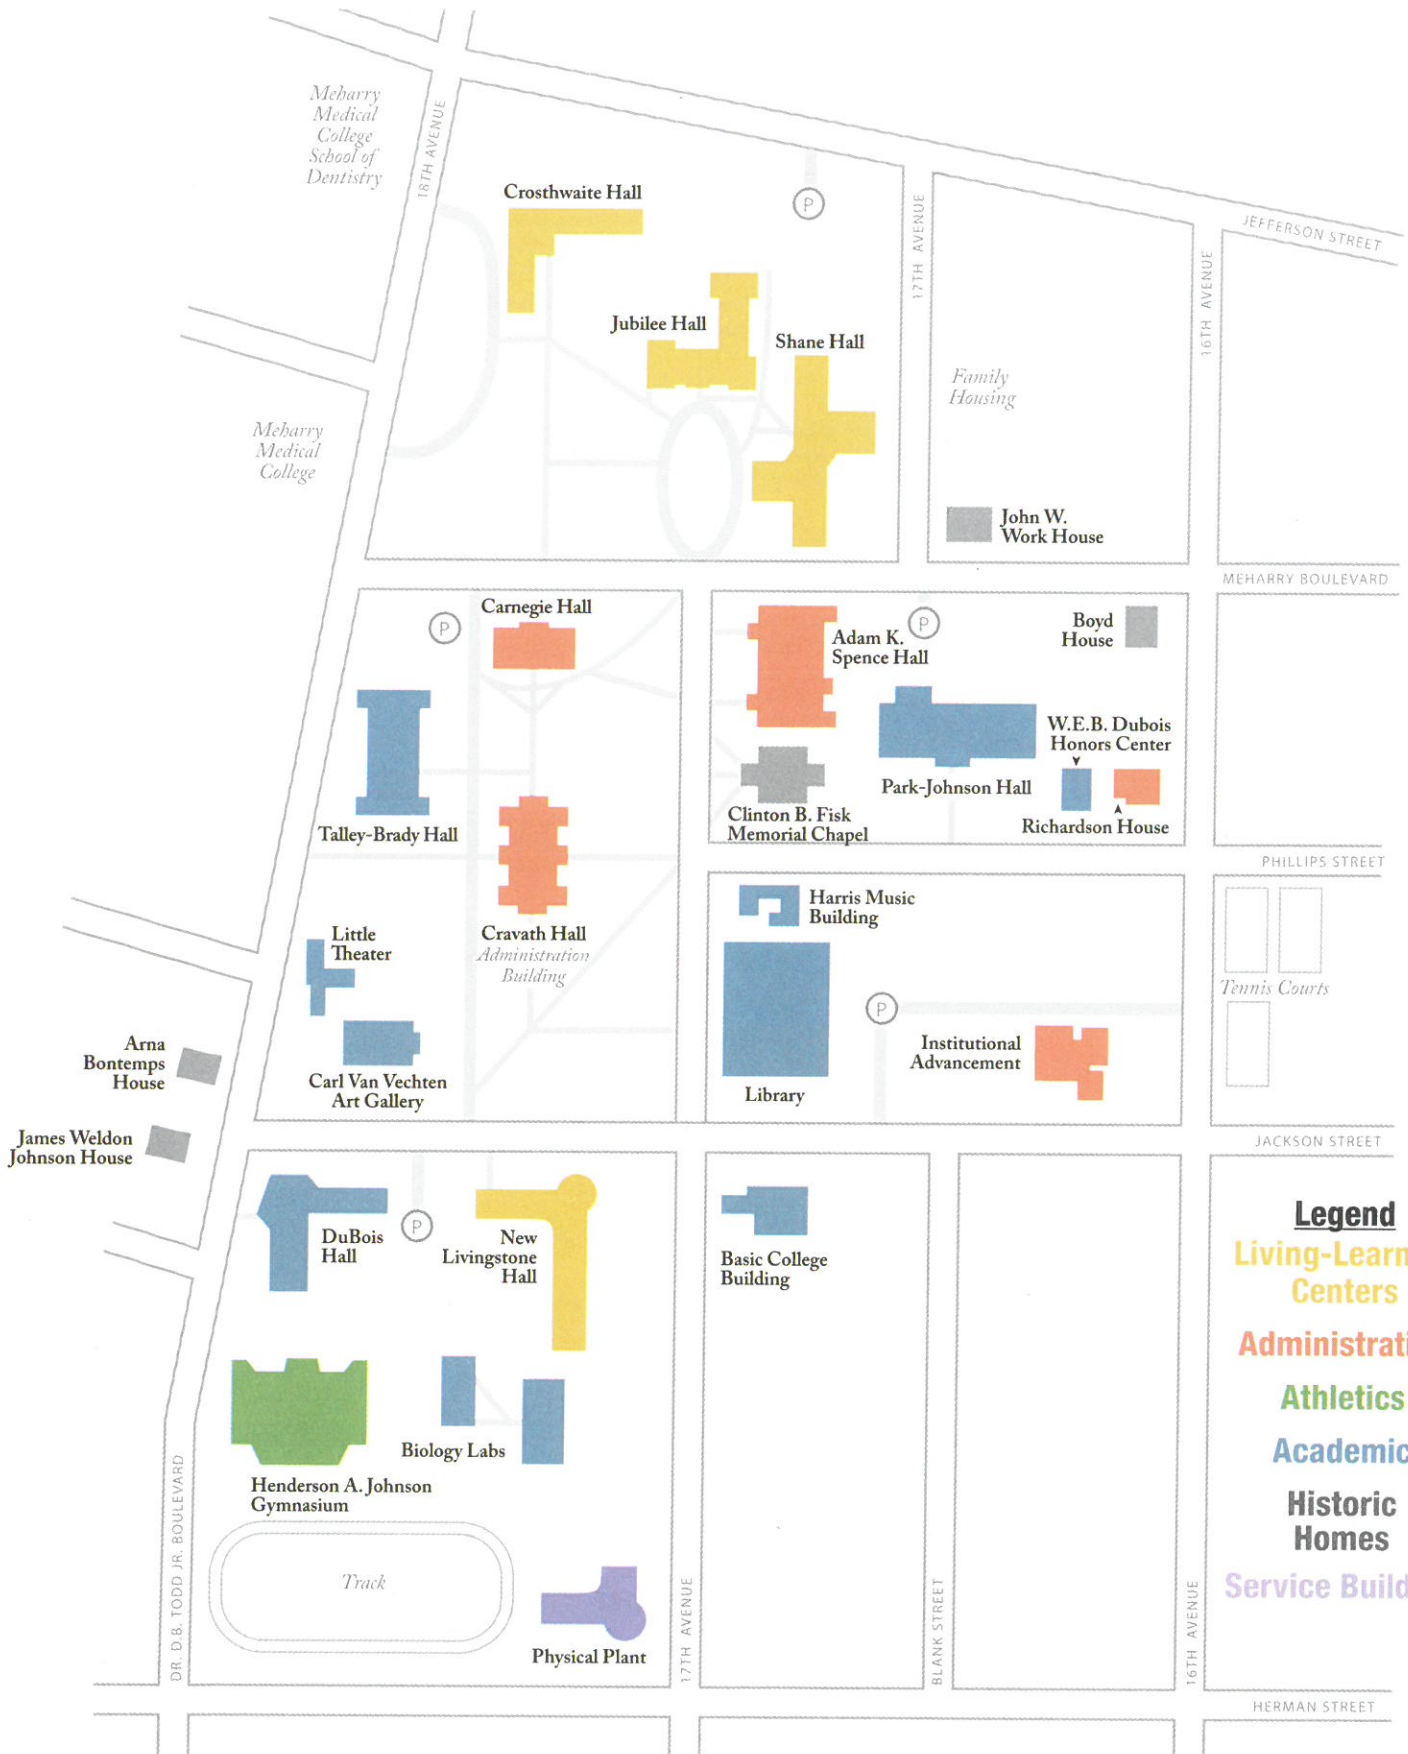 Meharry
Medical
College
School of
Dentistry
18TH AVENUE
Crosthwaite Hall
P
17TH AVENUE
JEFFERSON STREET
16TH AVENUE
Jubilee Hall
Shane Hall
Family
Housing
Meharry
Medical
College
John W.
Work House
MEHARRY BOULEVARD
Carnegie Hall
P
P
Adam K.
Spence Hall
Boyd
House
W.E.B. Dubois
Honors Center
Park-Johnson Hall
Richardson House
Talley-Brady Hall
Clinton B. Fisk
Memorial Chapel
PHILLIPS STREET
Harris Music
Building
Little
Theater
Cravath Hall
Administration
Building
Tennis Courts
P
Institutional
Advancement
Arna
Bontemps
House
Carl Van Vechten
Art Gallery
Library
James Weldon
Johnson House
JACKSON STREET
DuBois
Hall
P
New
Livingstone
Hall
Basic College
Building
Legend
Living-Learn
Centers
Administrati
Athletics
Academic
Historic
Homes
Service Build
Biology Labs
Henderson A. Johnson
Gymnasium
DR. D.B. TODD JR. BOULEVARD
Track
Physical Plant
17TH AVENUE
BLANK STREET
16TH AVENUE
HERMAN STREET